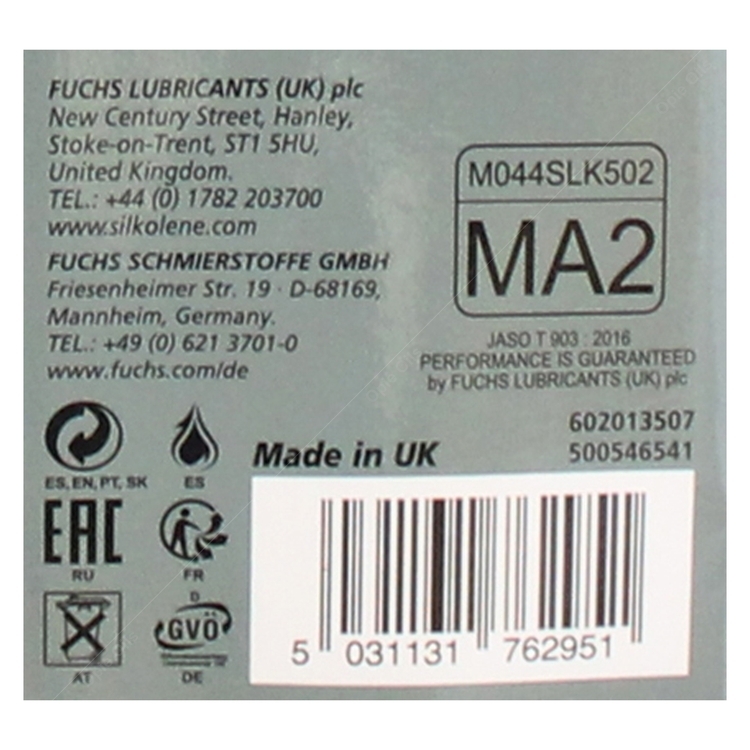 FUCHS LUBRICANTS (UK) plc
New Century Street, Hanley,
Stoke-on-Trent, ST1 5HU,
United Kingdom.
TEL.: +44 (0) 1782 203700
www.silkolene.com
FUCHS SCHMIERSTOFFE GMBH
Friesenheimer Str. 19 · D-68169,
Mannheim, Germany.
TEL.: +49 (0) 621 3701-0
www.fuchs.com/de
M044SLK502
MA2
JASO T 903 : 2016
PERFORMANCE IS GUARANTEED
by FUCHS LUBRICANTS (UK) plc
602013507
500546541
Made in UK
ES, EN, PT, SK
ES
EAC
RU
FR
AT
D
GVÖ
DE
5 031131 762951